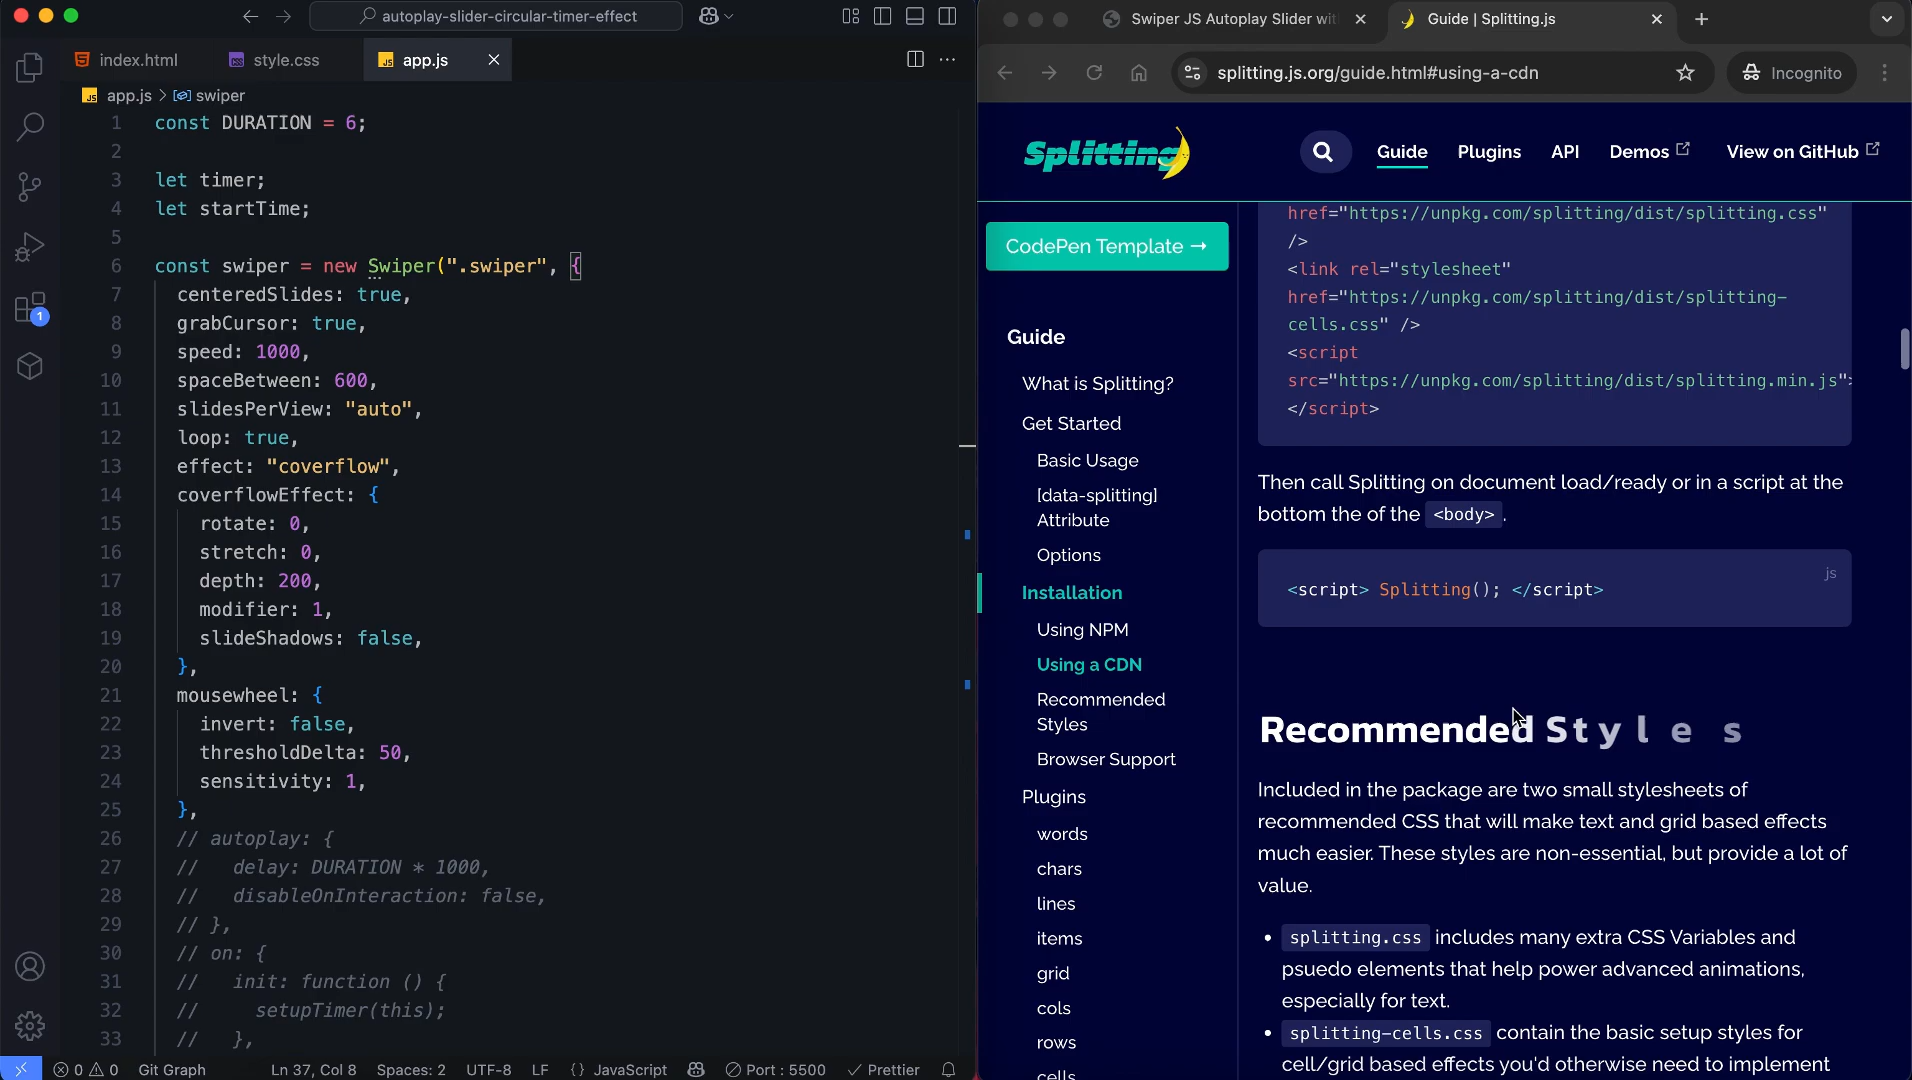 autoplay-slider-circular-timer-effect
index.html
style.css
app.js
app.js > swiper
1 const DURATION = 6;
2
3 let timer;
4 let startTime;
5
6 const swiper = new Swiper(".swiper", {
7 centeredSlides: true,
8 grabCursor: true,
9 speed: 1000,
10 spaceBetween: 600,
11 slidesPerView: "auto",
12 loop: true,
13 effect: "coverflow",
14 coverflowEffect: {
15 rotate: 0,
16 stretch: 0,
17 depth: 200,
18 modifier: 1,
19 slideShadows: false,
20 },
21 mousewheel: {
22 invert: false,
23 thresholdDelta: 50,
24 sensitivity: 1,
25 },
26 // autoplay: {
27 // delay: DURATION * 1000,
28 // disableOnInteraction: false,
29 // },
30 // on: {
31 // init: function () {
32 // setupTimer(this);
33 // },
1
0 0 Git Graph Ln 37, Col 8 Spaces: 2 UTF-8 LF {} JavaScript Port : 5500 Prettier
Swiper JS Autoplay Slider wit
Guide | Splitting.js
splitting.js.org/guide.html#using-a-cdn
Incognito
Splitting
Guide
Plugins
API
Demos
View on GitHub
CodePen Template →
Guide
What is Splitting?
Get Started
Basic Usage
[data-splitting]
Attribute
Options
Installation
Using NPM
Using a CDN
Recommended
Styles
Browser Support
Plugins
words
chars
lines
items
grid
cols
rows
cells
href="https://unpkg.com/splitting/dist/splitting.css"
/>
<link rel="stylesheet"
href="https://unpkg.com/splitting/dist/splitting-
cells.css" />
<script
src="https://unpkg.com/splitting/dist/splitting.min.js">
</script>
Then call Splitting on document load/ready or in a script at the
bottom the of the <body>.
js
<script> Splitting(); </script>
Recommended Styles
Included in the package are two small stylesheets of
recommended CSS that will make text and grid based effects
much easier. These styles are non-essential, but provide a lot of
value.
• splitting.css includes many extra CSS Variables and
psuedo elements that help power advanced animations,
especially for text.
• splitting-cells.css contain the basic setup styles for
cell/grid based effects you'd otherwise need to implement